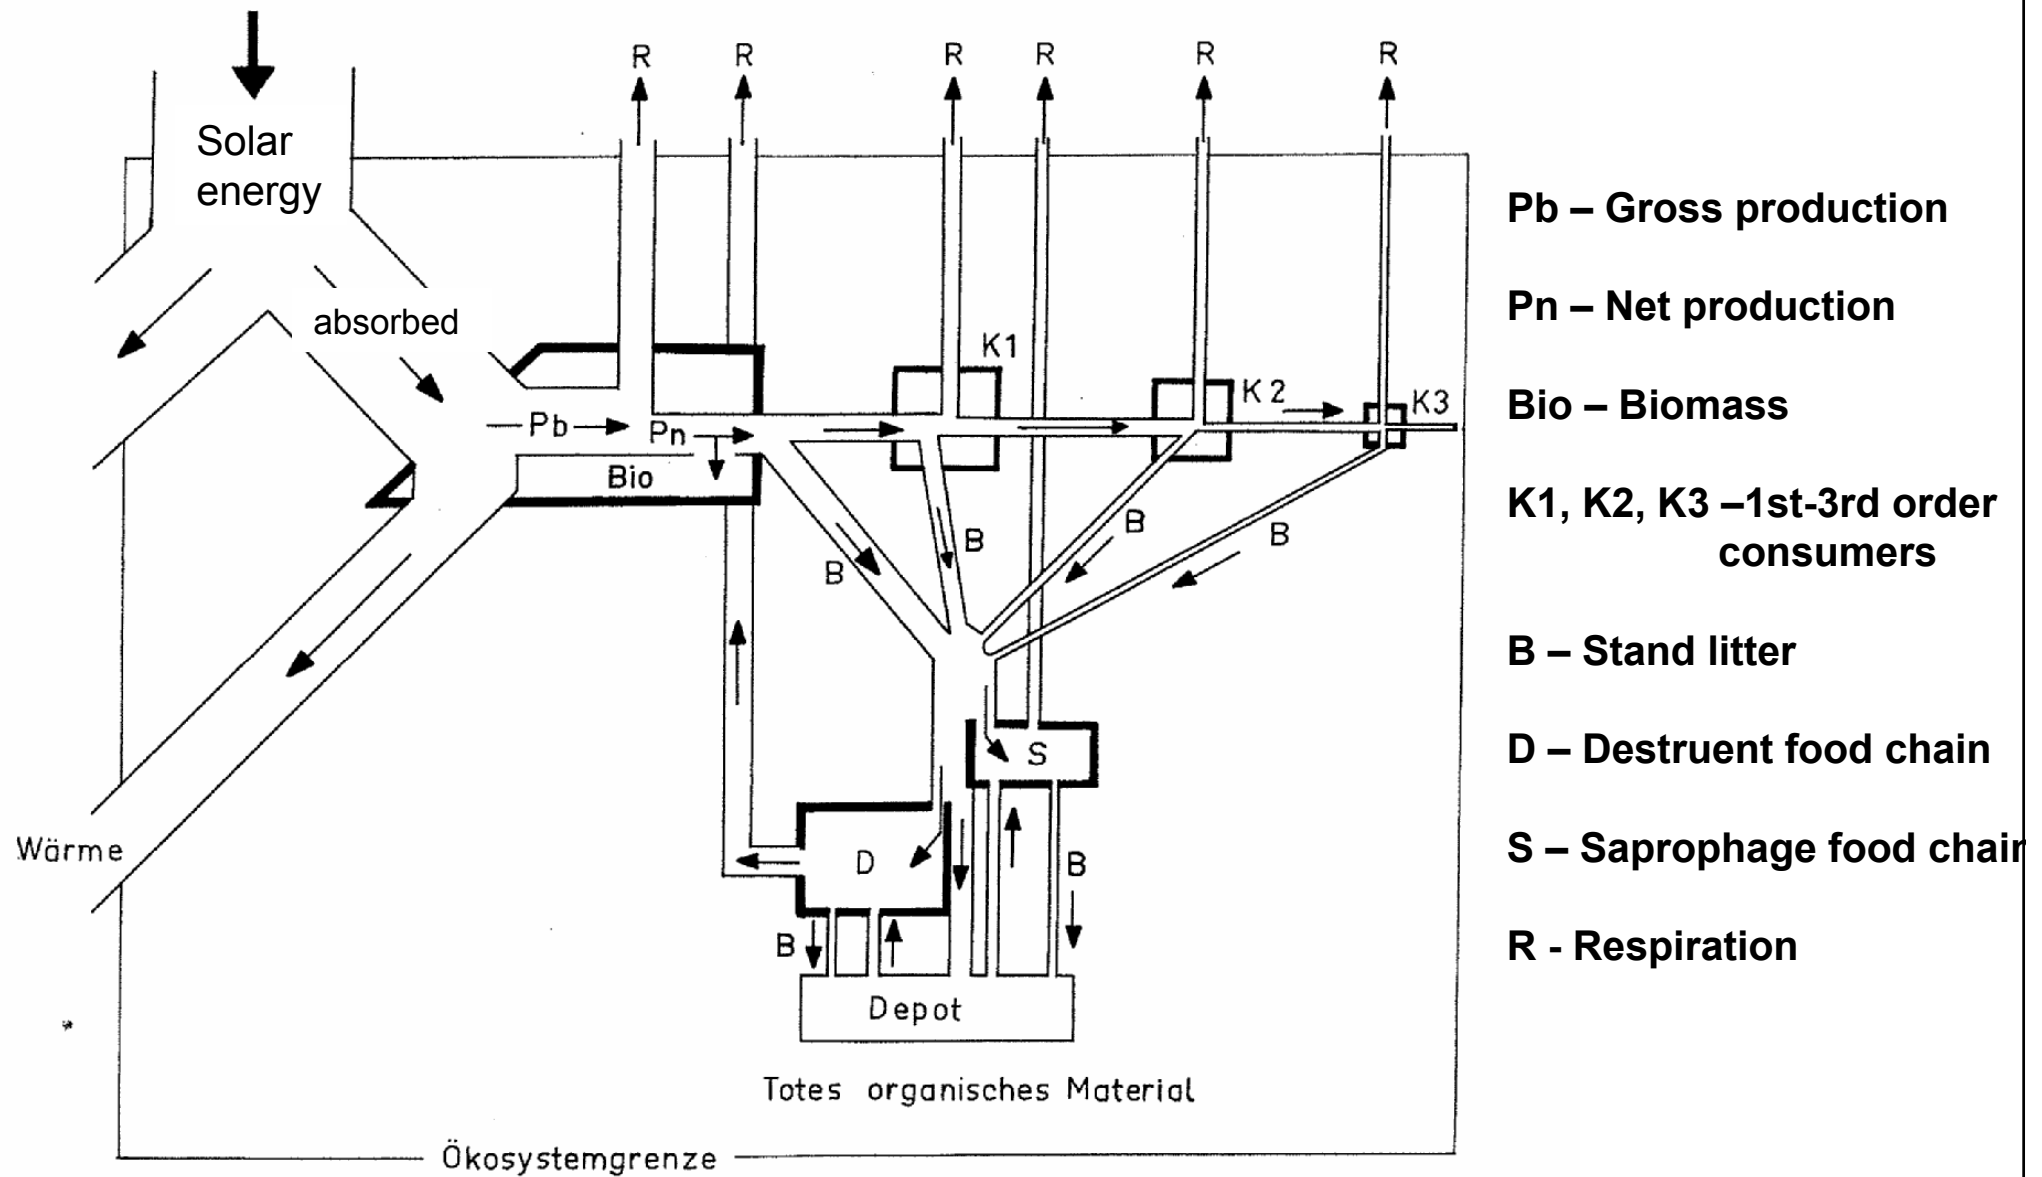 R R R R R R
Solar
energy
absorbed
Pb
Pn
Bio
K1
K2
K3
B
B
B
B
S
D
B
B
Wärme
Depot
Totes organisches Material
Ökosystemgrenze
Pb – Gross production
Pn – Net production
Bio – Biomass
K1, K2, K3 –1st-3rd order
consumers
B – Stand litter
D – Destruent food chain
S – Saprophage food chain
R - Respiration